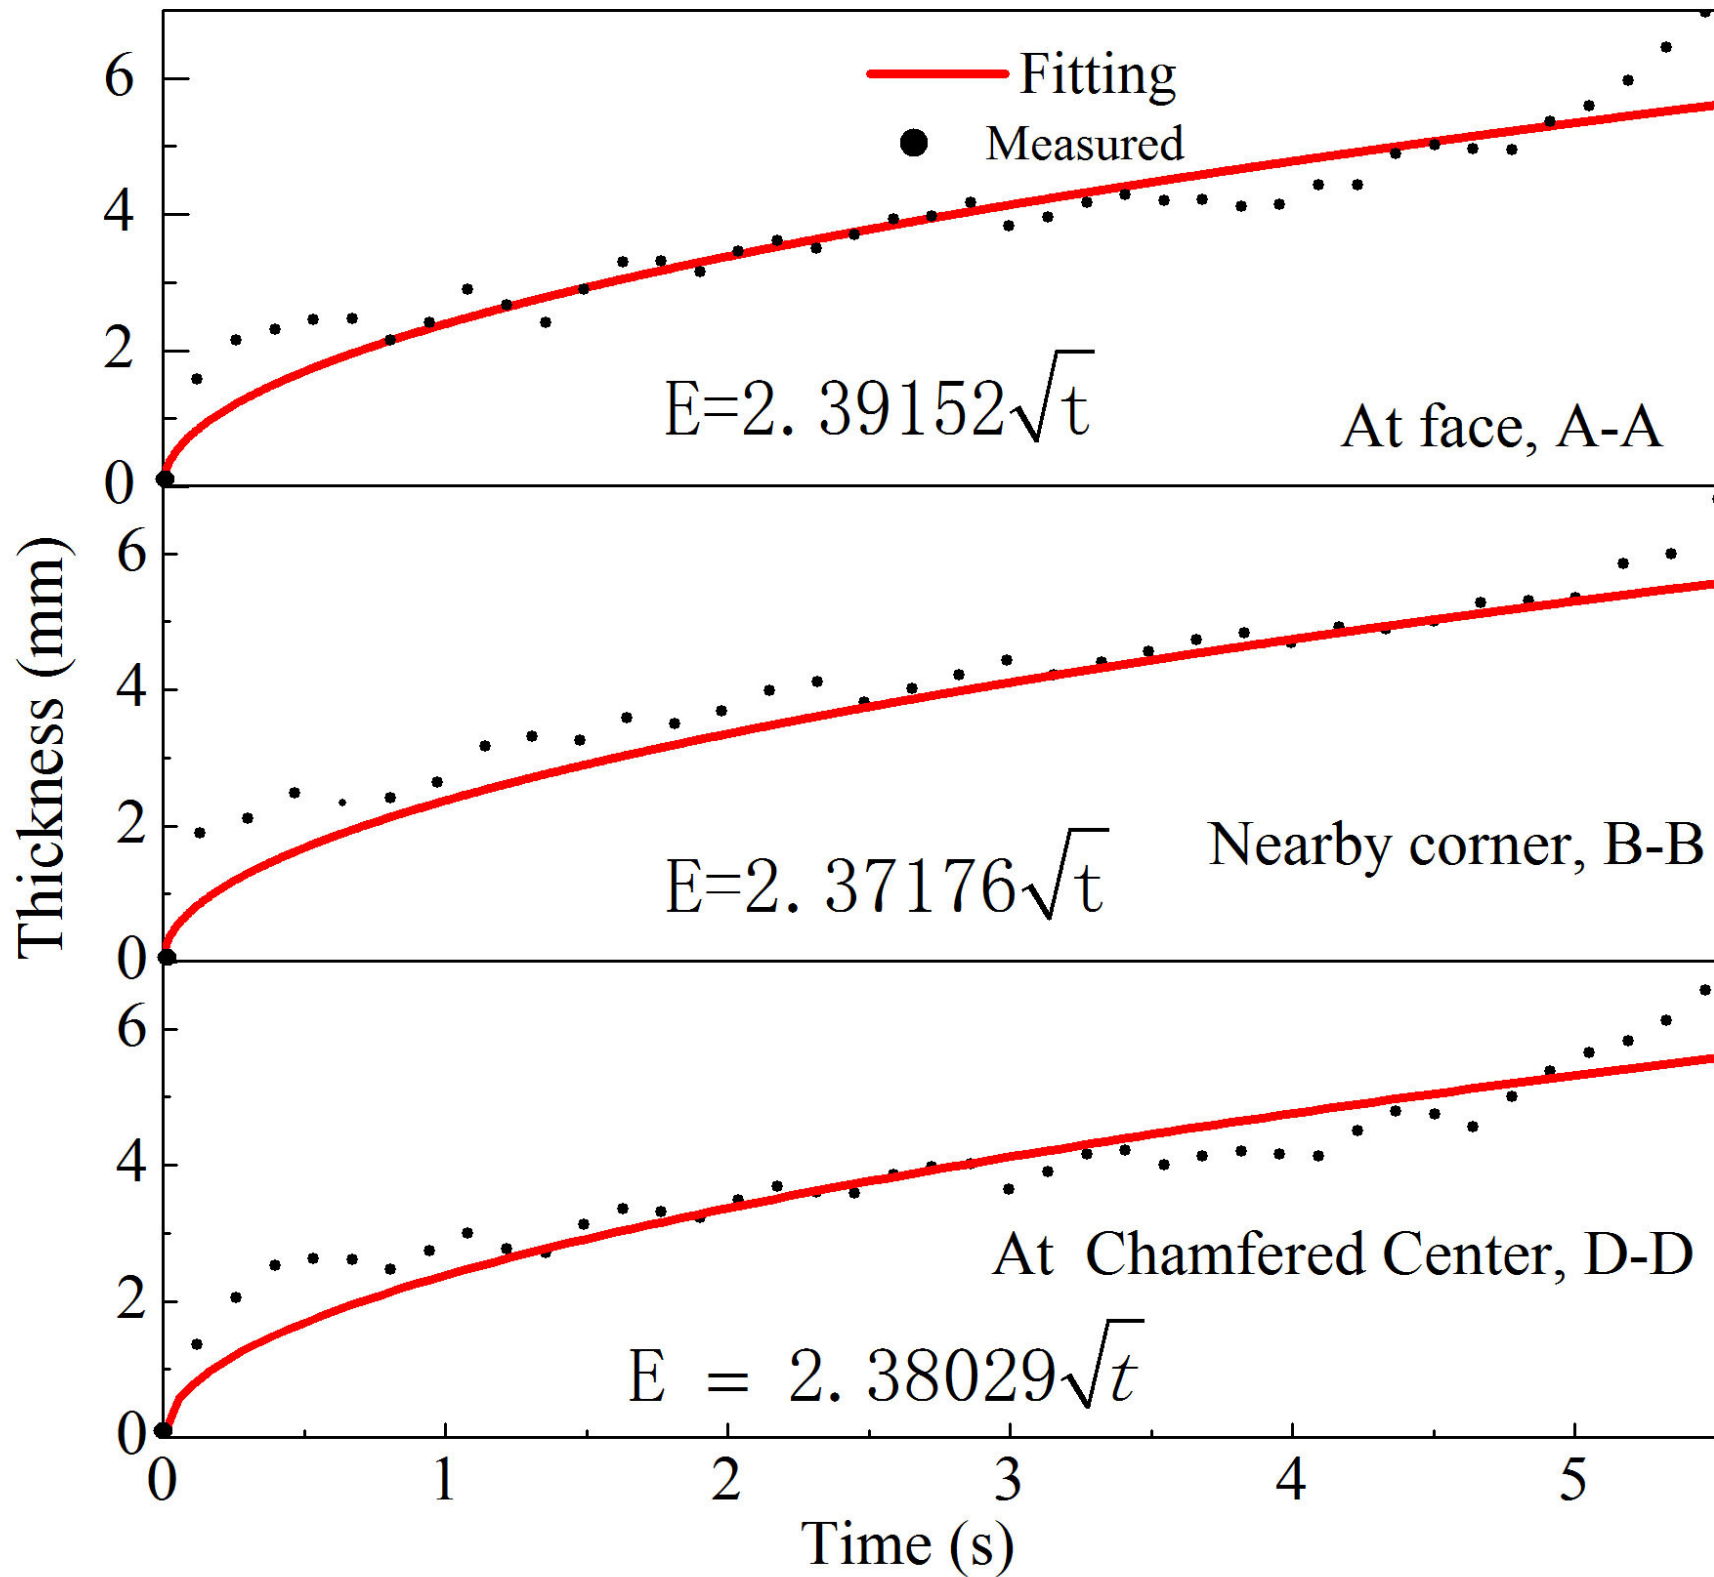 6
Fitting
Measured
4
2
E=2.39152√t
At face, A-A
0
6
Thickness (mm)
4
2
Nearby corner, B-B
E=2.37176√t
0
6
4
At Chamfered Center, D-D
2
E = 2.38029√t
0
0 1 2 3 4 5
Time (s)